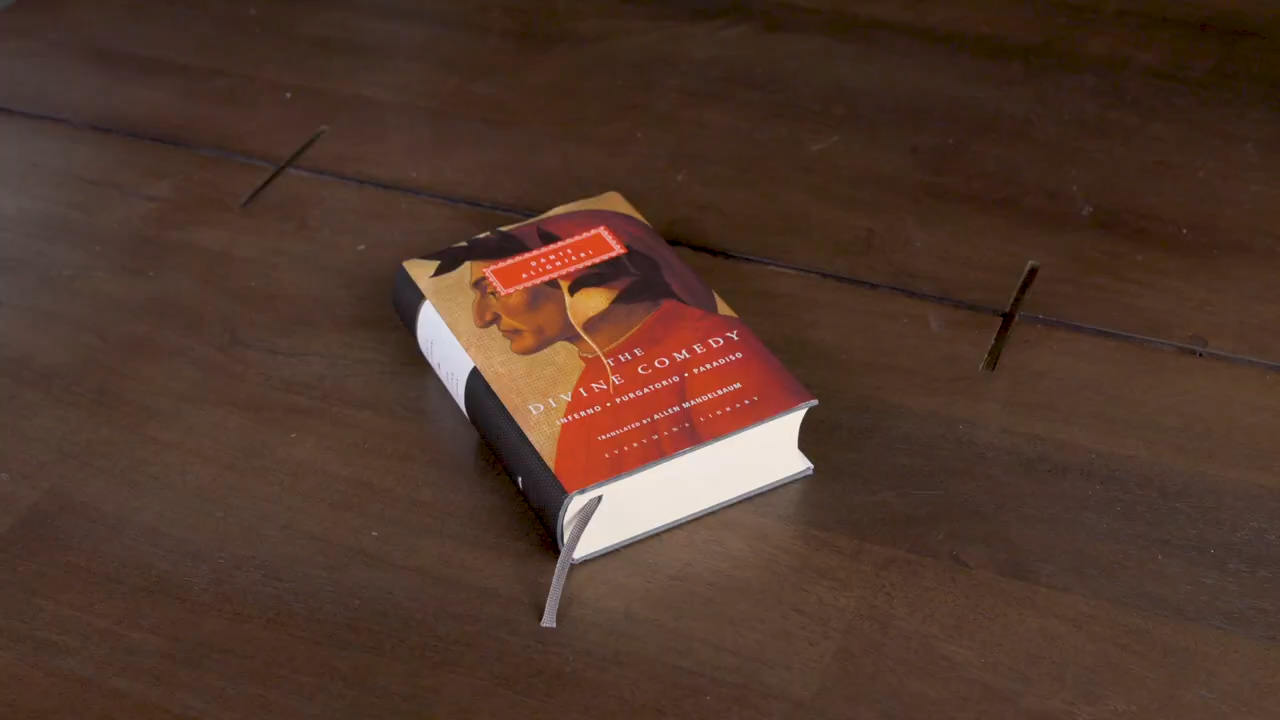 DANTE
ALIGHIERI
THE
DIVINE COMEDY
INFERNO • PURGATORIO • PARADISO
TRANSLATED BY ALLEN MANDELBAUM
EVERYMAN'S LIBRARY